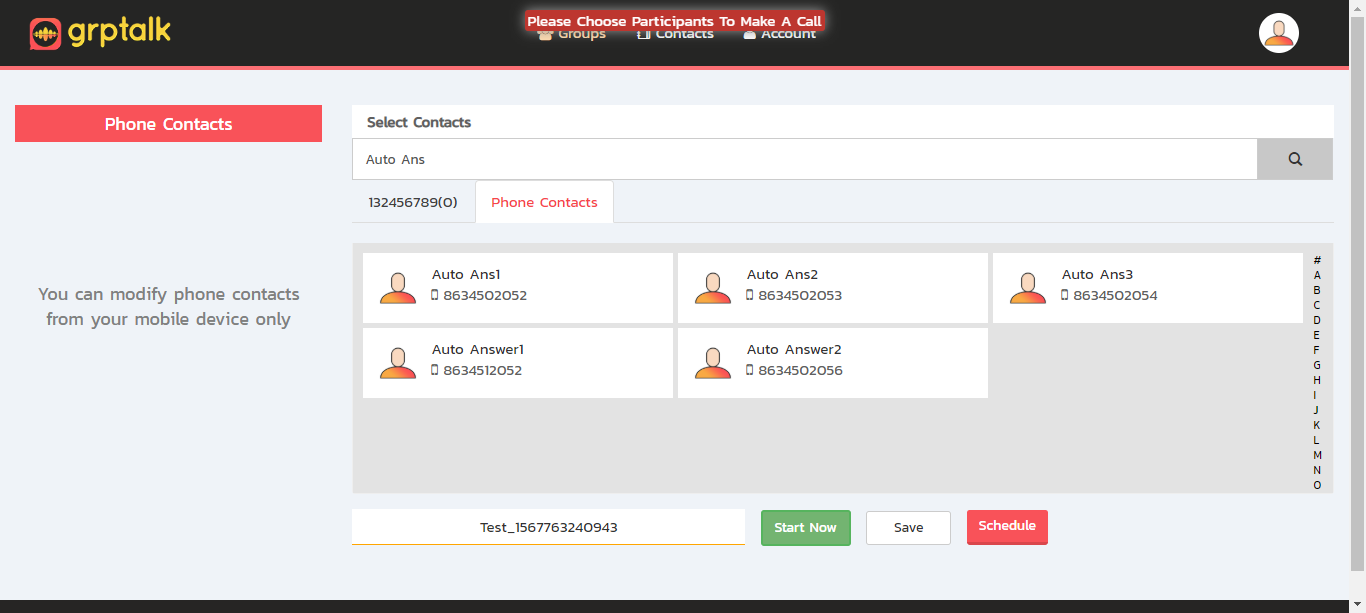 grptalk
Please Choose Participants To Make A Call
Groups Contacts Account
Phone Contacts
You can modify phone contacts
from your mobile device only
Select Contacts
Auto Ans
132456789(0) Phone Contacts
Auto Ans1
8634502052
Auto Ans2
8634502053
Auto Ans3
8634502054
Auto Answer1
8634512052
Auto Answer2
8634502056
#
A
B
C
D
E
F
G
H
I
J
K
L
M
N
O
Test_1567763240943 Start Now Save Schedule